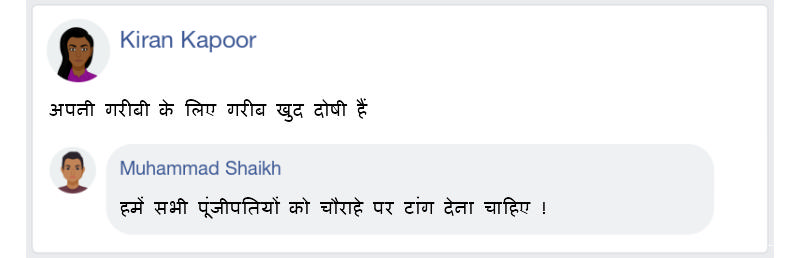 Kiran Kapoor
अपनी गरीबी के लिए गरीब खुद दोषी हैं
Muhammad Shaikh
हमें सभी पूंजीपतियों को चौराहे पर टांग देना चाहिए !